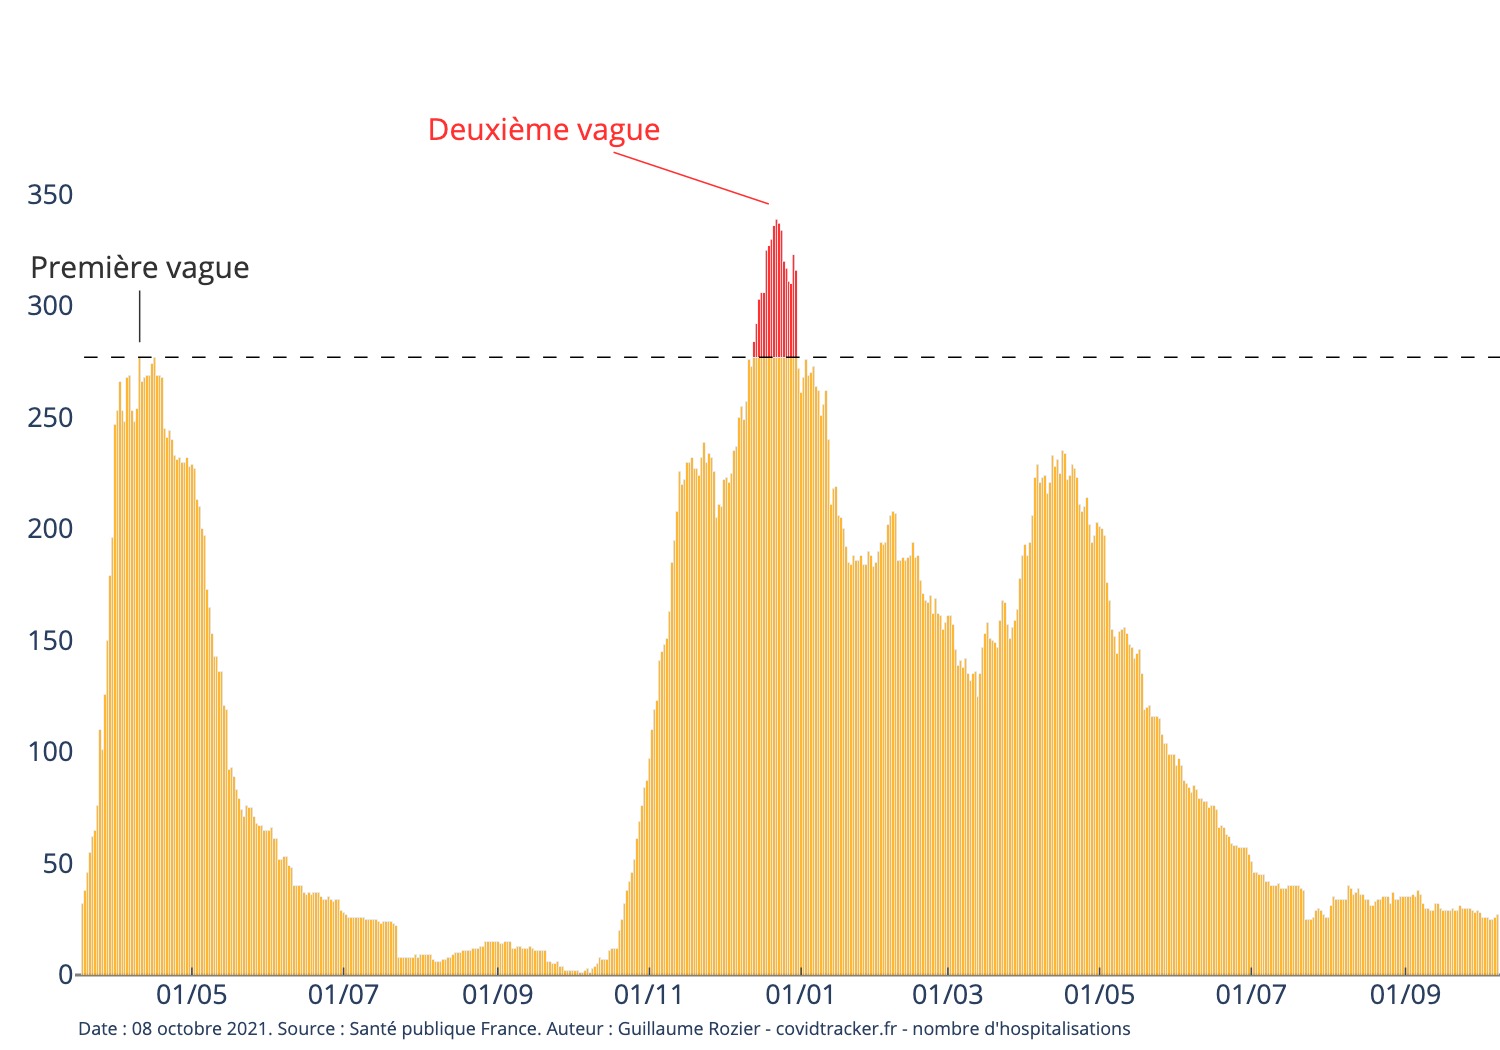 Deuxième vague
350
Première vague
300
250
200
150
100
50
0
01/05 01/07 01/09 01/11 01/01 01/03 01/05 01/07 01/09
Date : 08 octobre 2021. Source : Santé publique France. Auteur : Guillaume Rozier - covidtracker.fr - nombre d'hospitalisations